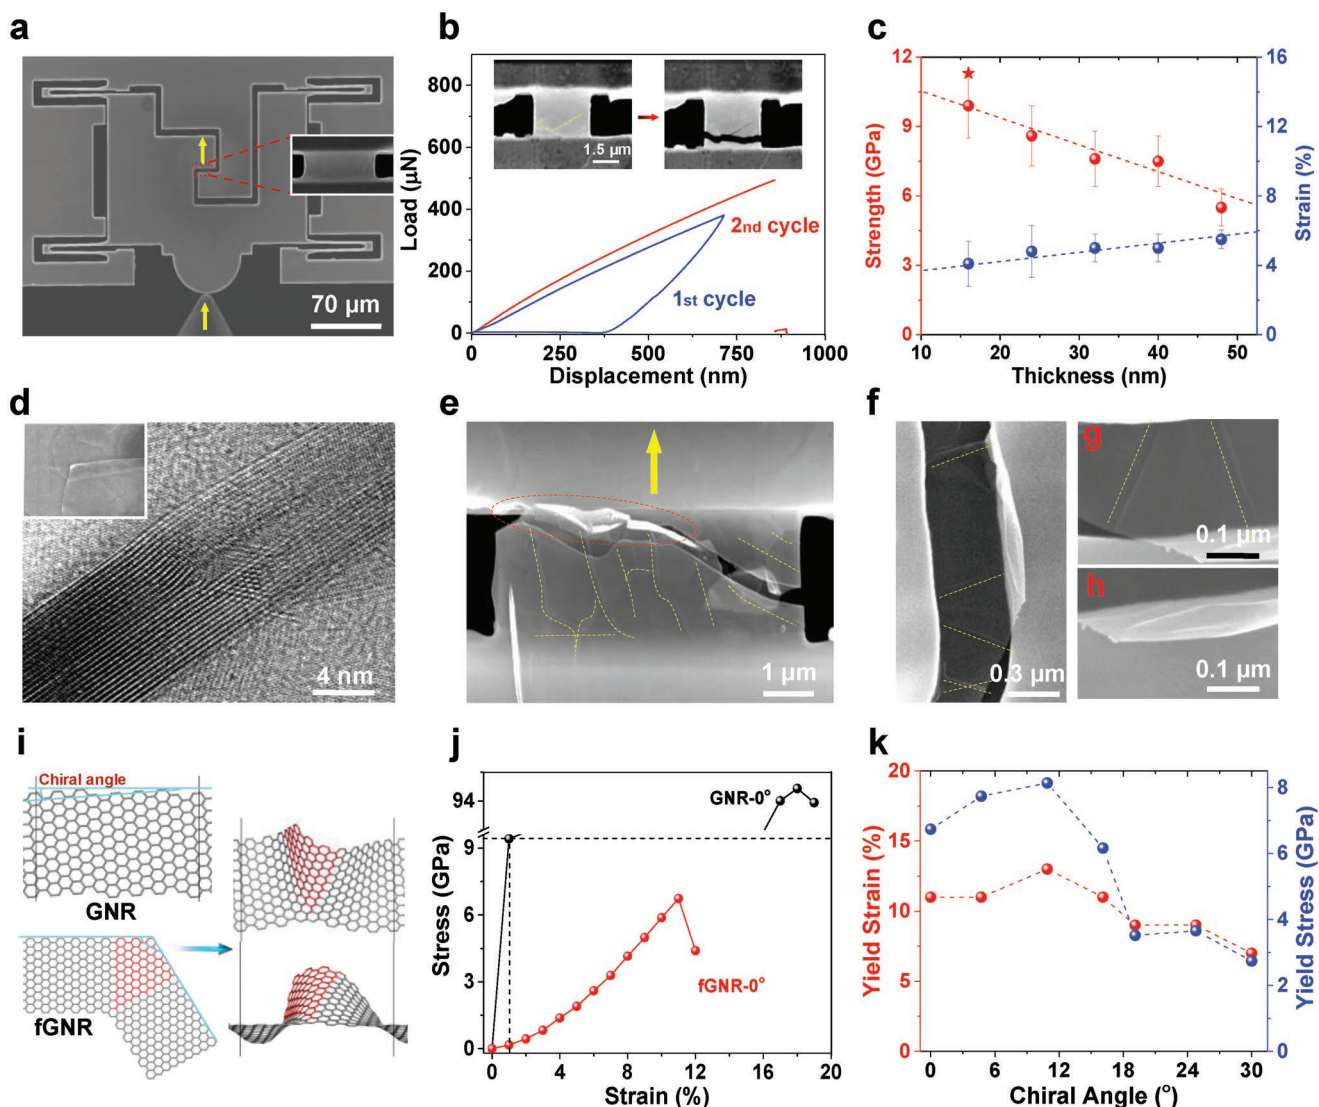 a
70 μm
b
Load (μN)
800
600
400
200
0
1.5 μm
2nd cycle
1st cycle
0 250 500 750 1000
Displacement (nm)
c
Strength (GPa)
12
9
6
3
0
16
12
8
4
0
Strain (%)
10 20 30 40 50
Thickness (nm)
d
4 nm
e
1 μm
f
0.3 μm
g
0.1 μm
h
0.1 μm
i
Chiral angle
GNR
fGNR
j
Stress (GPa)
94
9
6
3
0
GNR-0°
fGNR-0°
0 4 8 12 16 20
Strain (%)
k
Yield Strain (%)
20
15
10
5
0
8
6
4
2
0
Yield Stress (GPa)
0 6 12 18 24 30
Chiral Angle (°)